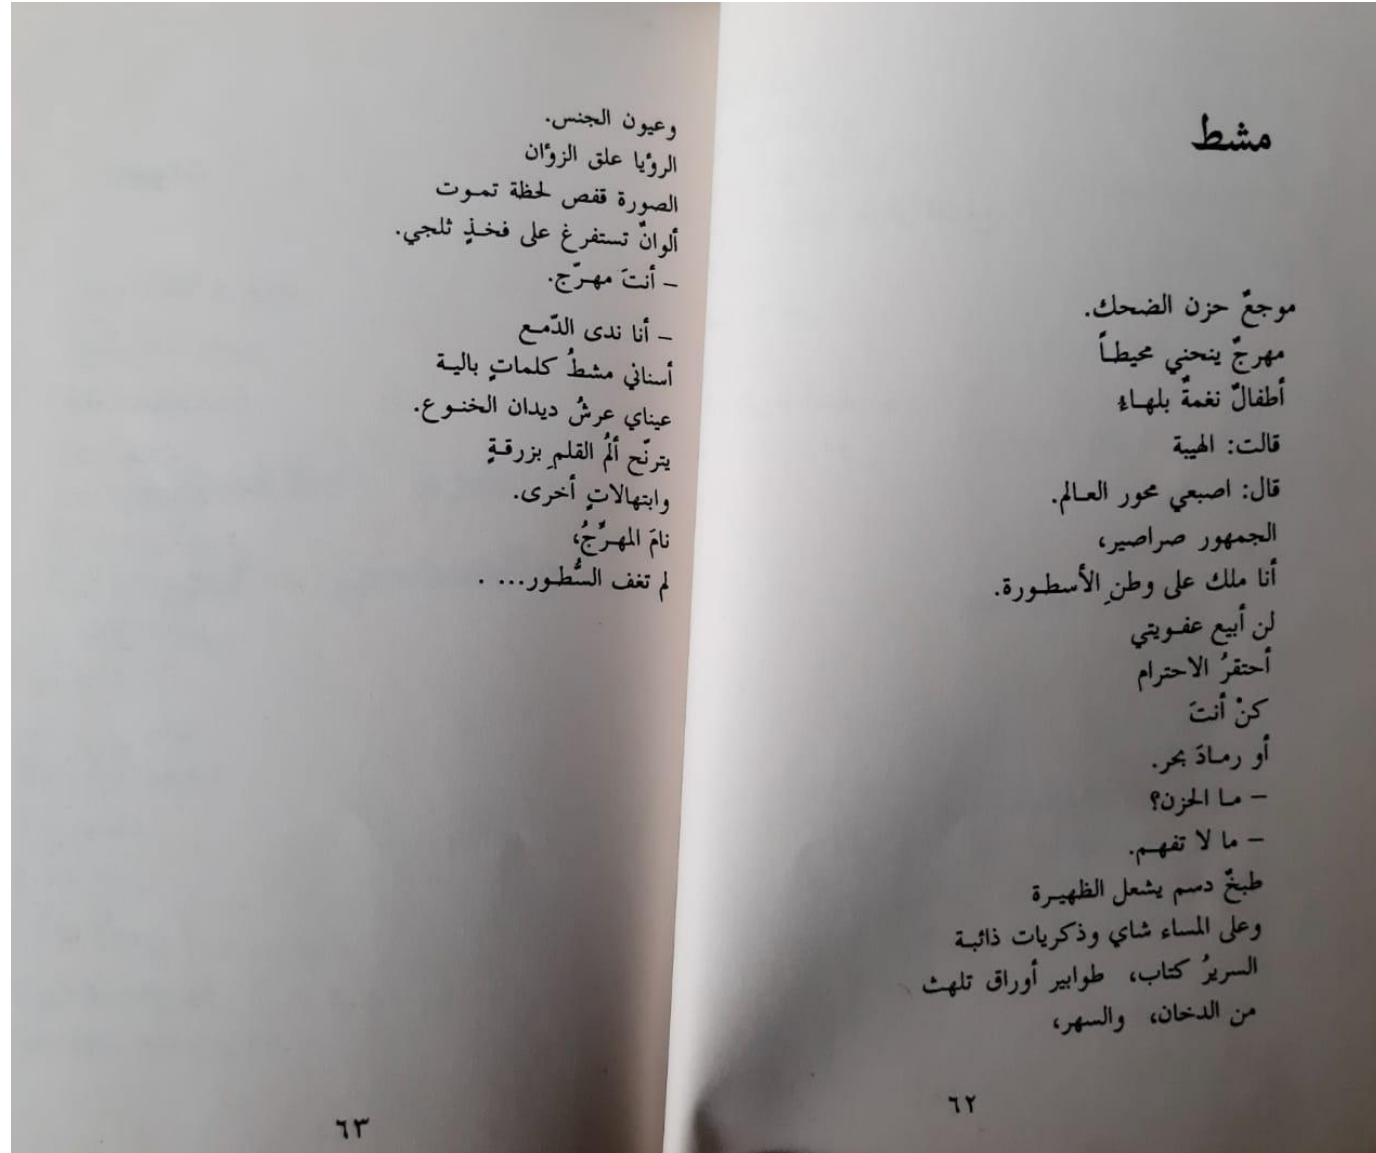 مشط
موجعٌ حزن الضحك.
مهرجٌ ينحني محيطاً
أطفالٌ نغمةٌ بلهاءٍ
قالت: الهيبة
قال: اصبعي محور العالم.
الجمهور صراصير،
أنا ملك على وطنِ الأسطورة.
لن أبيع عفويتي
أحتقرُ الاحترام
كنْ أنتَ
أو رمادَ بحر.
– ما الحزن؟
– ما لا تفهم.
طبخٌ دسم يشعل الظهيرة
وعلى المساء شاي وذكريات ذائبة
السريرُ كتاب، طوابير أوراق تلهث
من الدخان، والسهر،
٦٢
وعيون الجنس.
الرؤيا علق الزؤان
الصورة قفص لحظة تموت
ألوانٌ تستفرغ على فخذٍ ثلجي.
– أنتَ مهرّج.
– أنا ندى الدّمع
أسناني مشطُ كلماتٍ بالية
عيناي عرشُ ديدان الخنوع.
يترنّح ألمُ القلمِ بزرقةٍ
وابتهالاتٍ أخرى.
نامَ المهرّجُ،
لم تغف السُّطور... .
٦٣